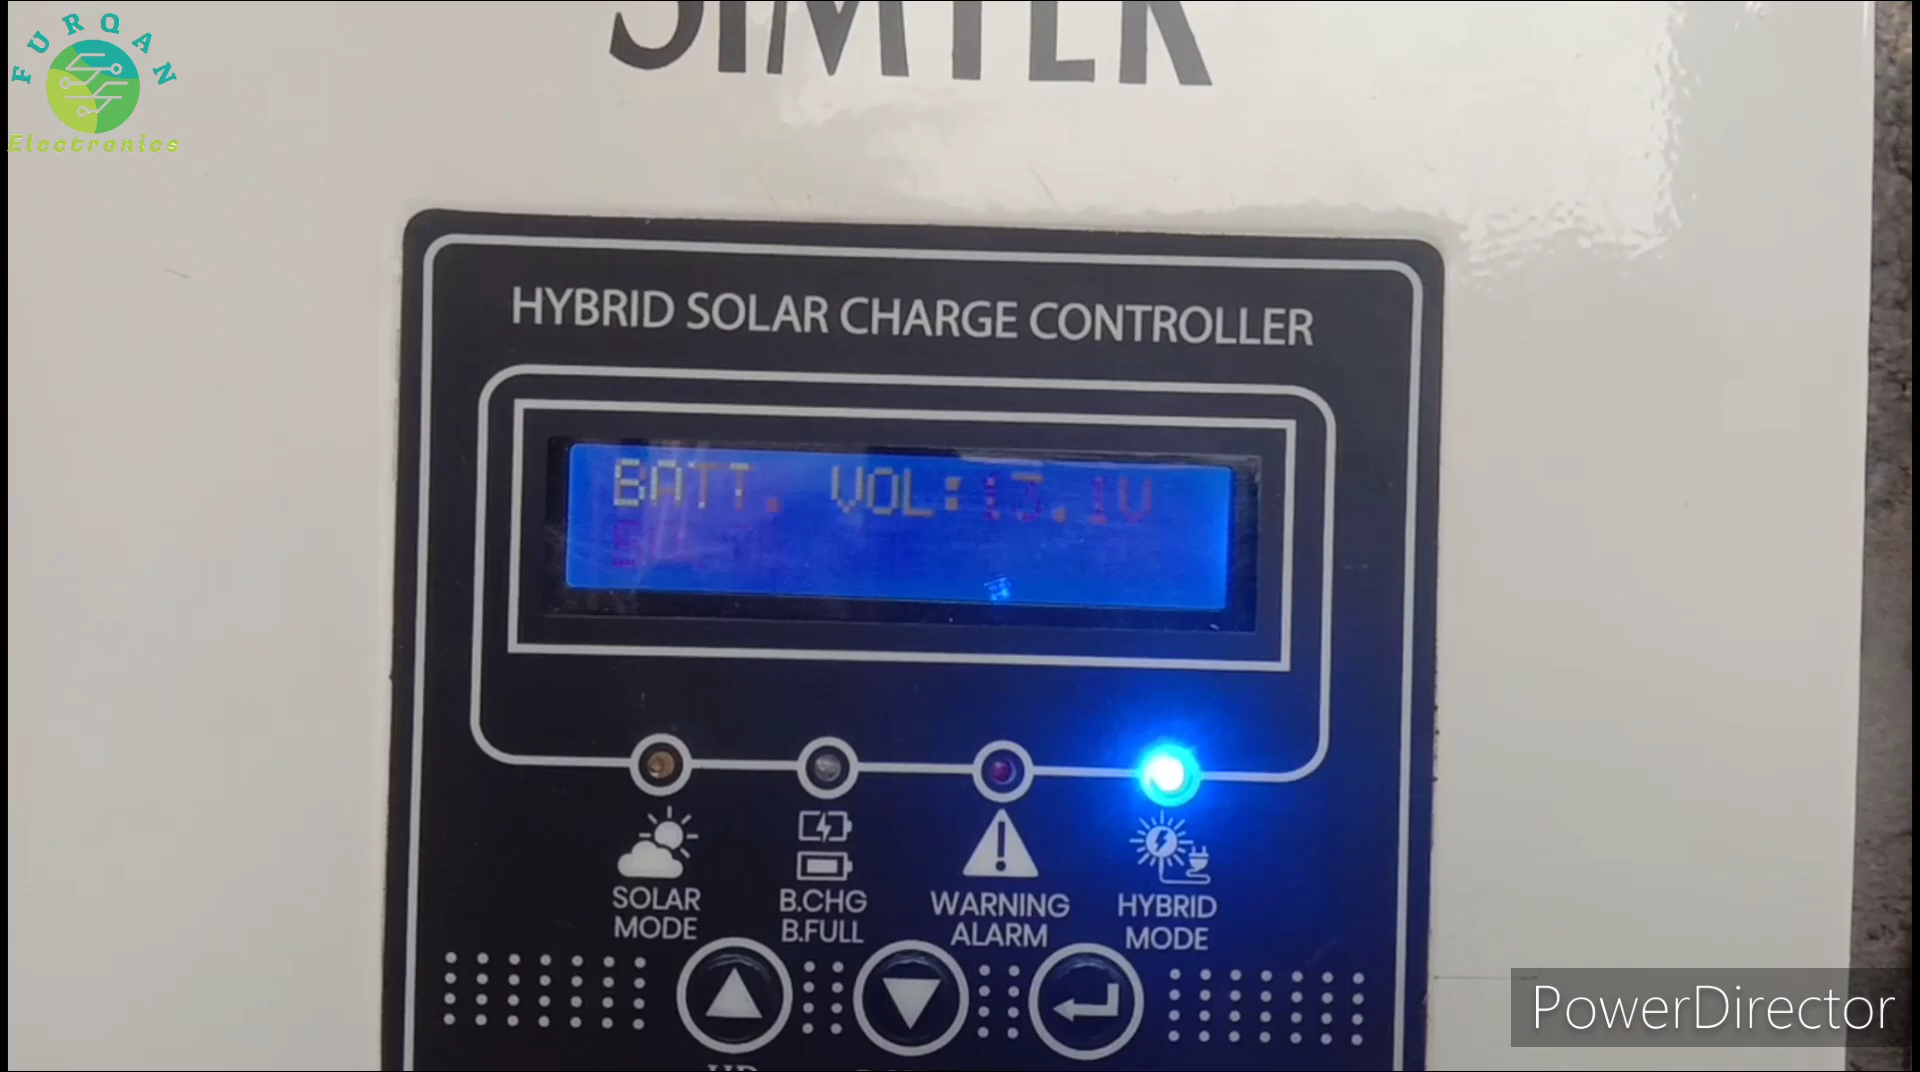 FURQAN
Electronics
SIMTEK
HYBRID SOLAR CHARGE CONTROLLER
BATT. VOL:13.1V
SOLAR MODE
B.CHG
B.FULL
WARNING ALARM
HYBRID MODE
UP
PowerDirector